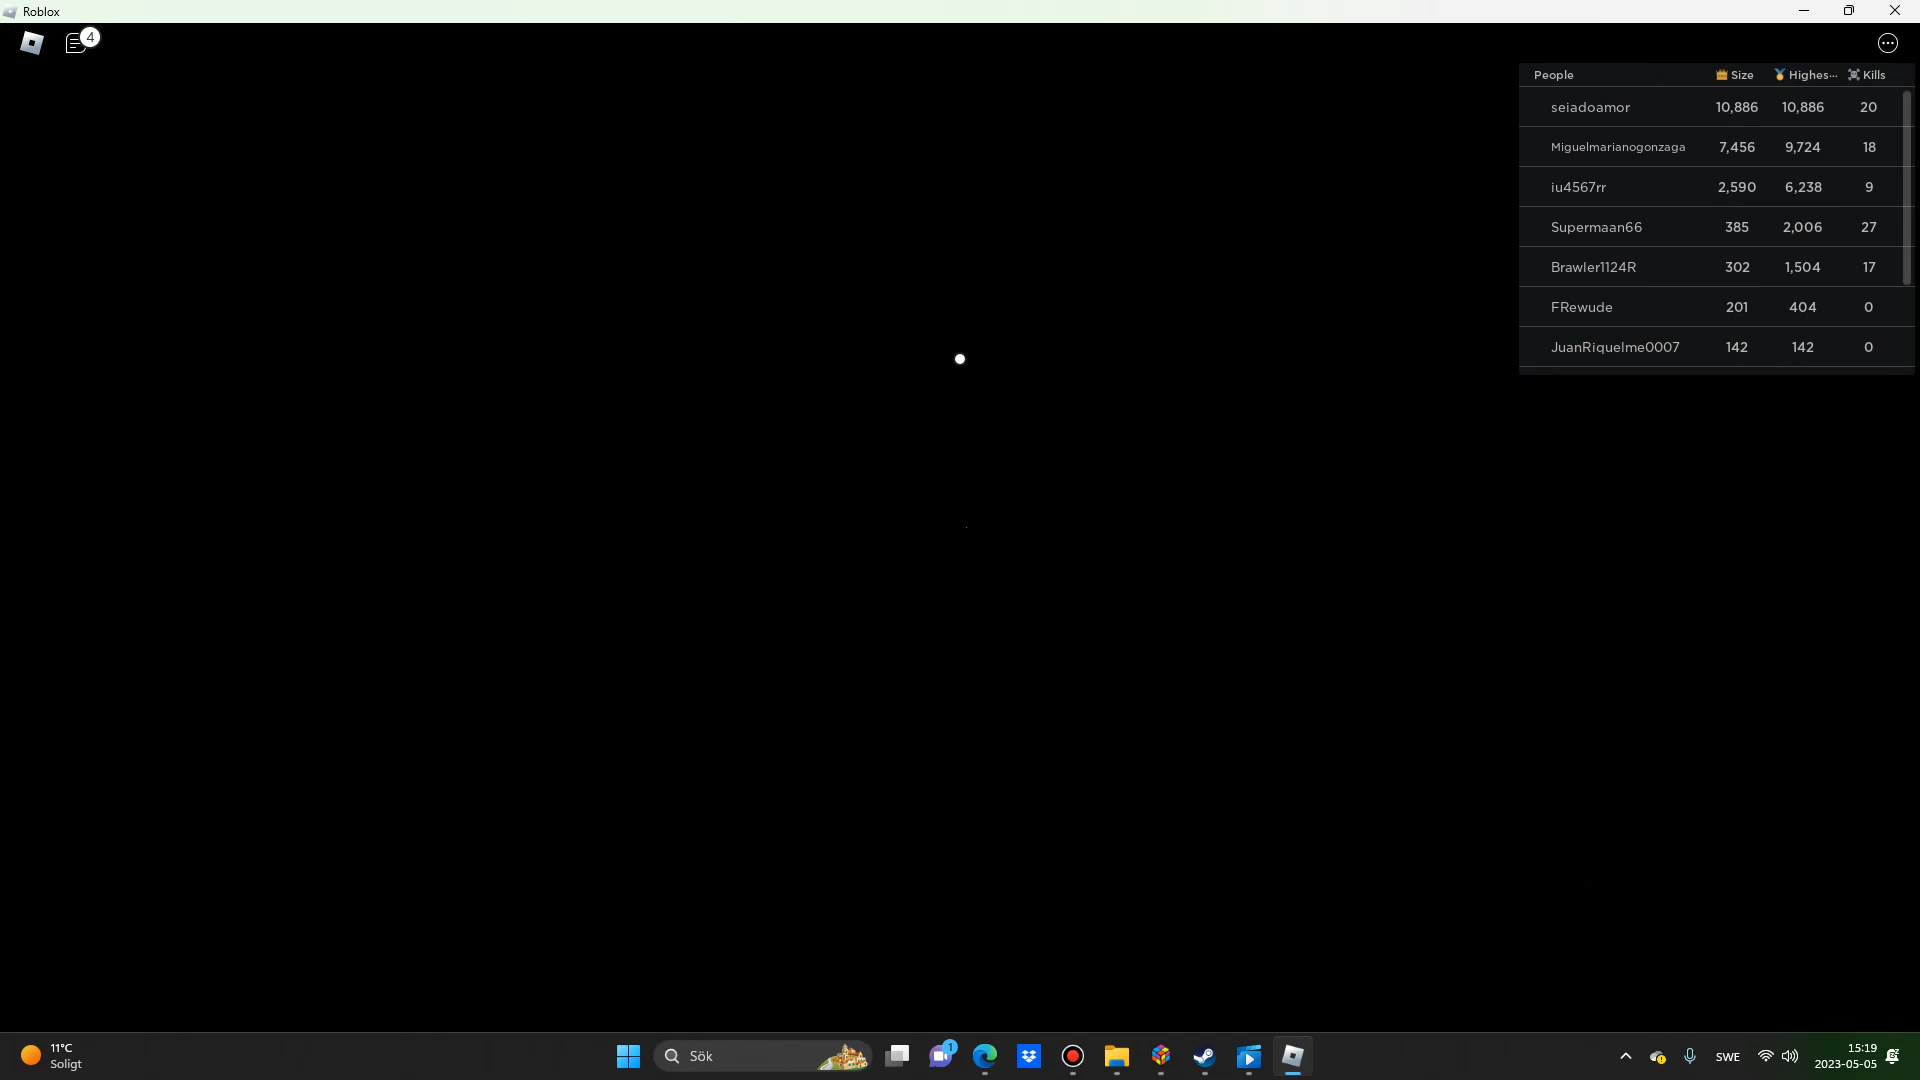 Roblox
4
People Size Highes... Kills
seiadoamor 10,886 10,886 20
Miguelmarianogonzaga 7,456 9,724 18
iu4567rr 2,590 6,238 9
Supermaan66 385 2,006 27
Brawler1124R 302 1,504 17
FRewude 201 404 0
JuanRiquelme0007 142 142 0
11°C
Soligt
Sök
1
SWE
15:19
2023-05-05